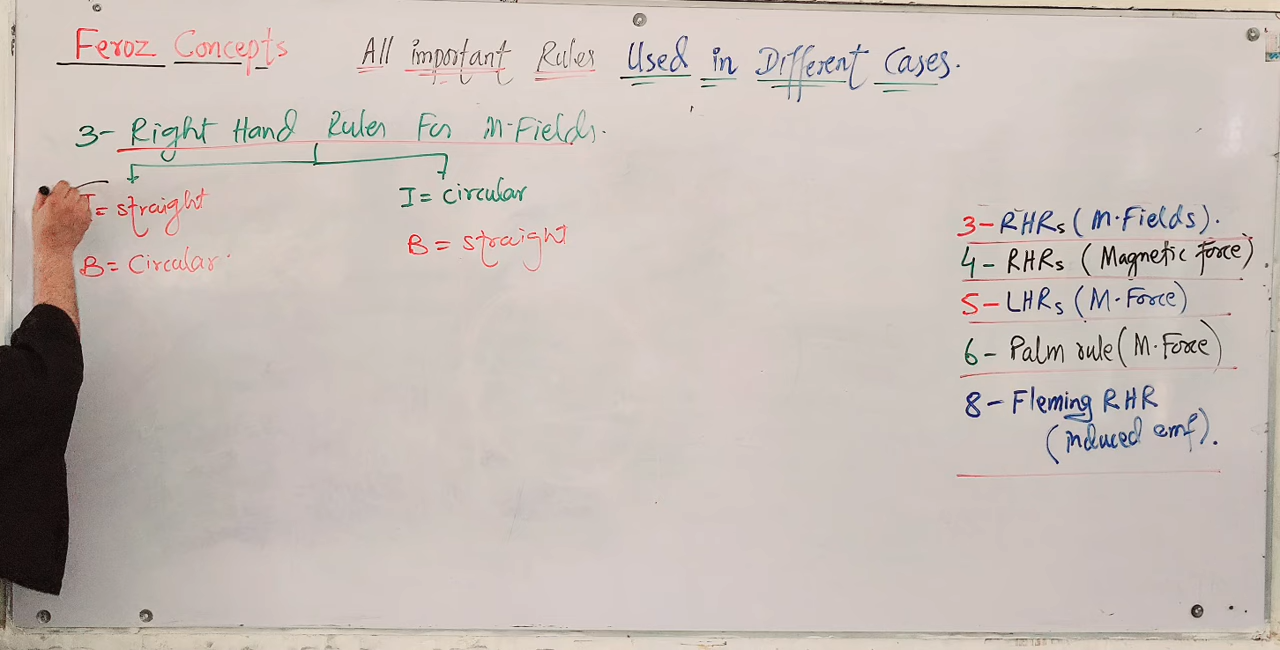 Feroz Concepts All important Rules Used in Different Cases.
3- Right Hand Rules For M-Fields.
I = straight
B = Circular
I = circular
B = straight
3- RHRs (M.Fields).
4- RHRs (Magnetic force)
5- LHRs (M-Force)
6- Palm rule (M.Force)
8- Fleming RHR
(induced emf).